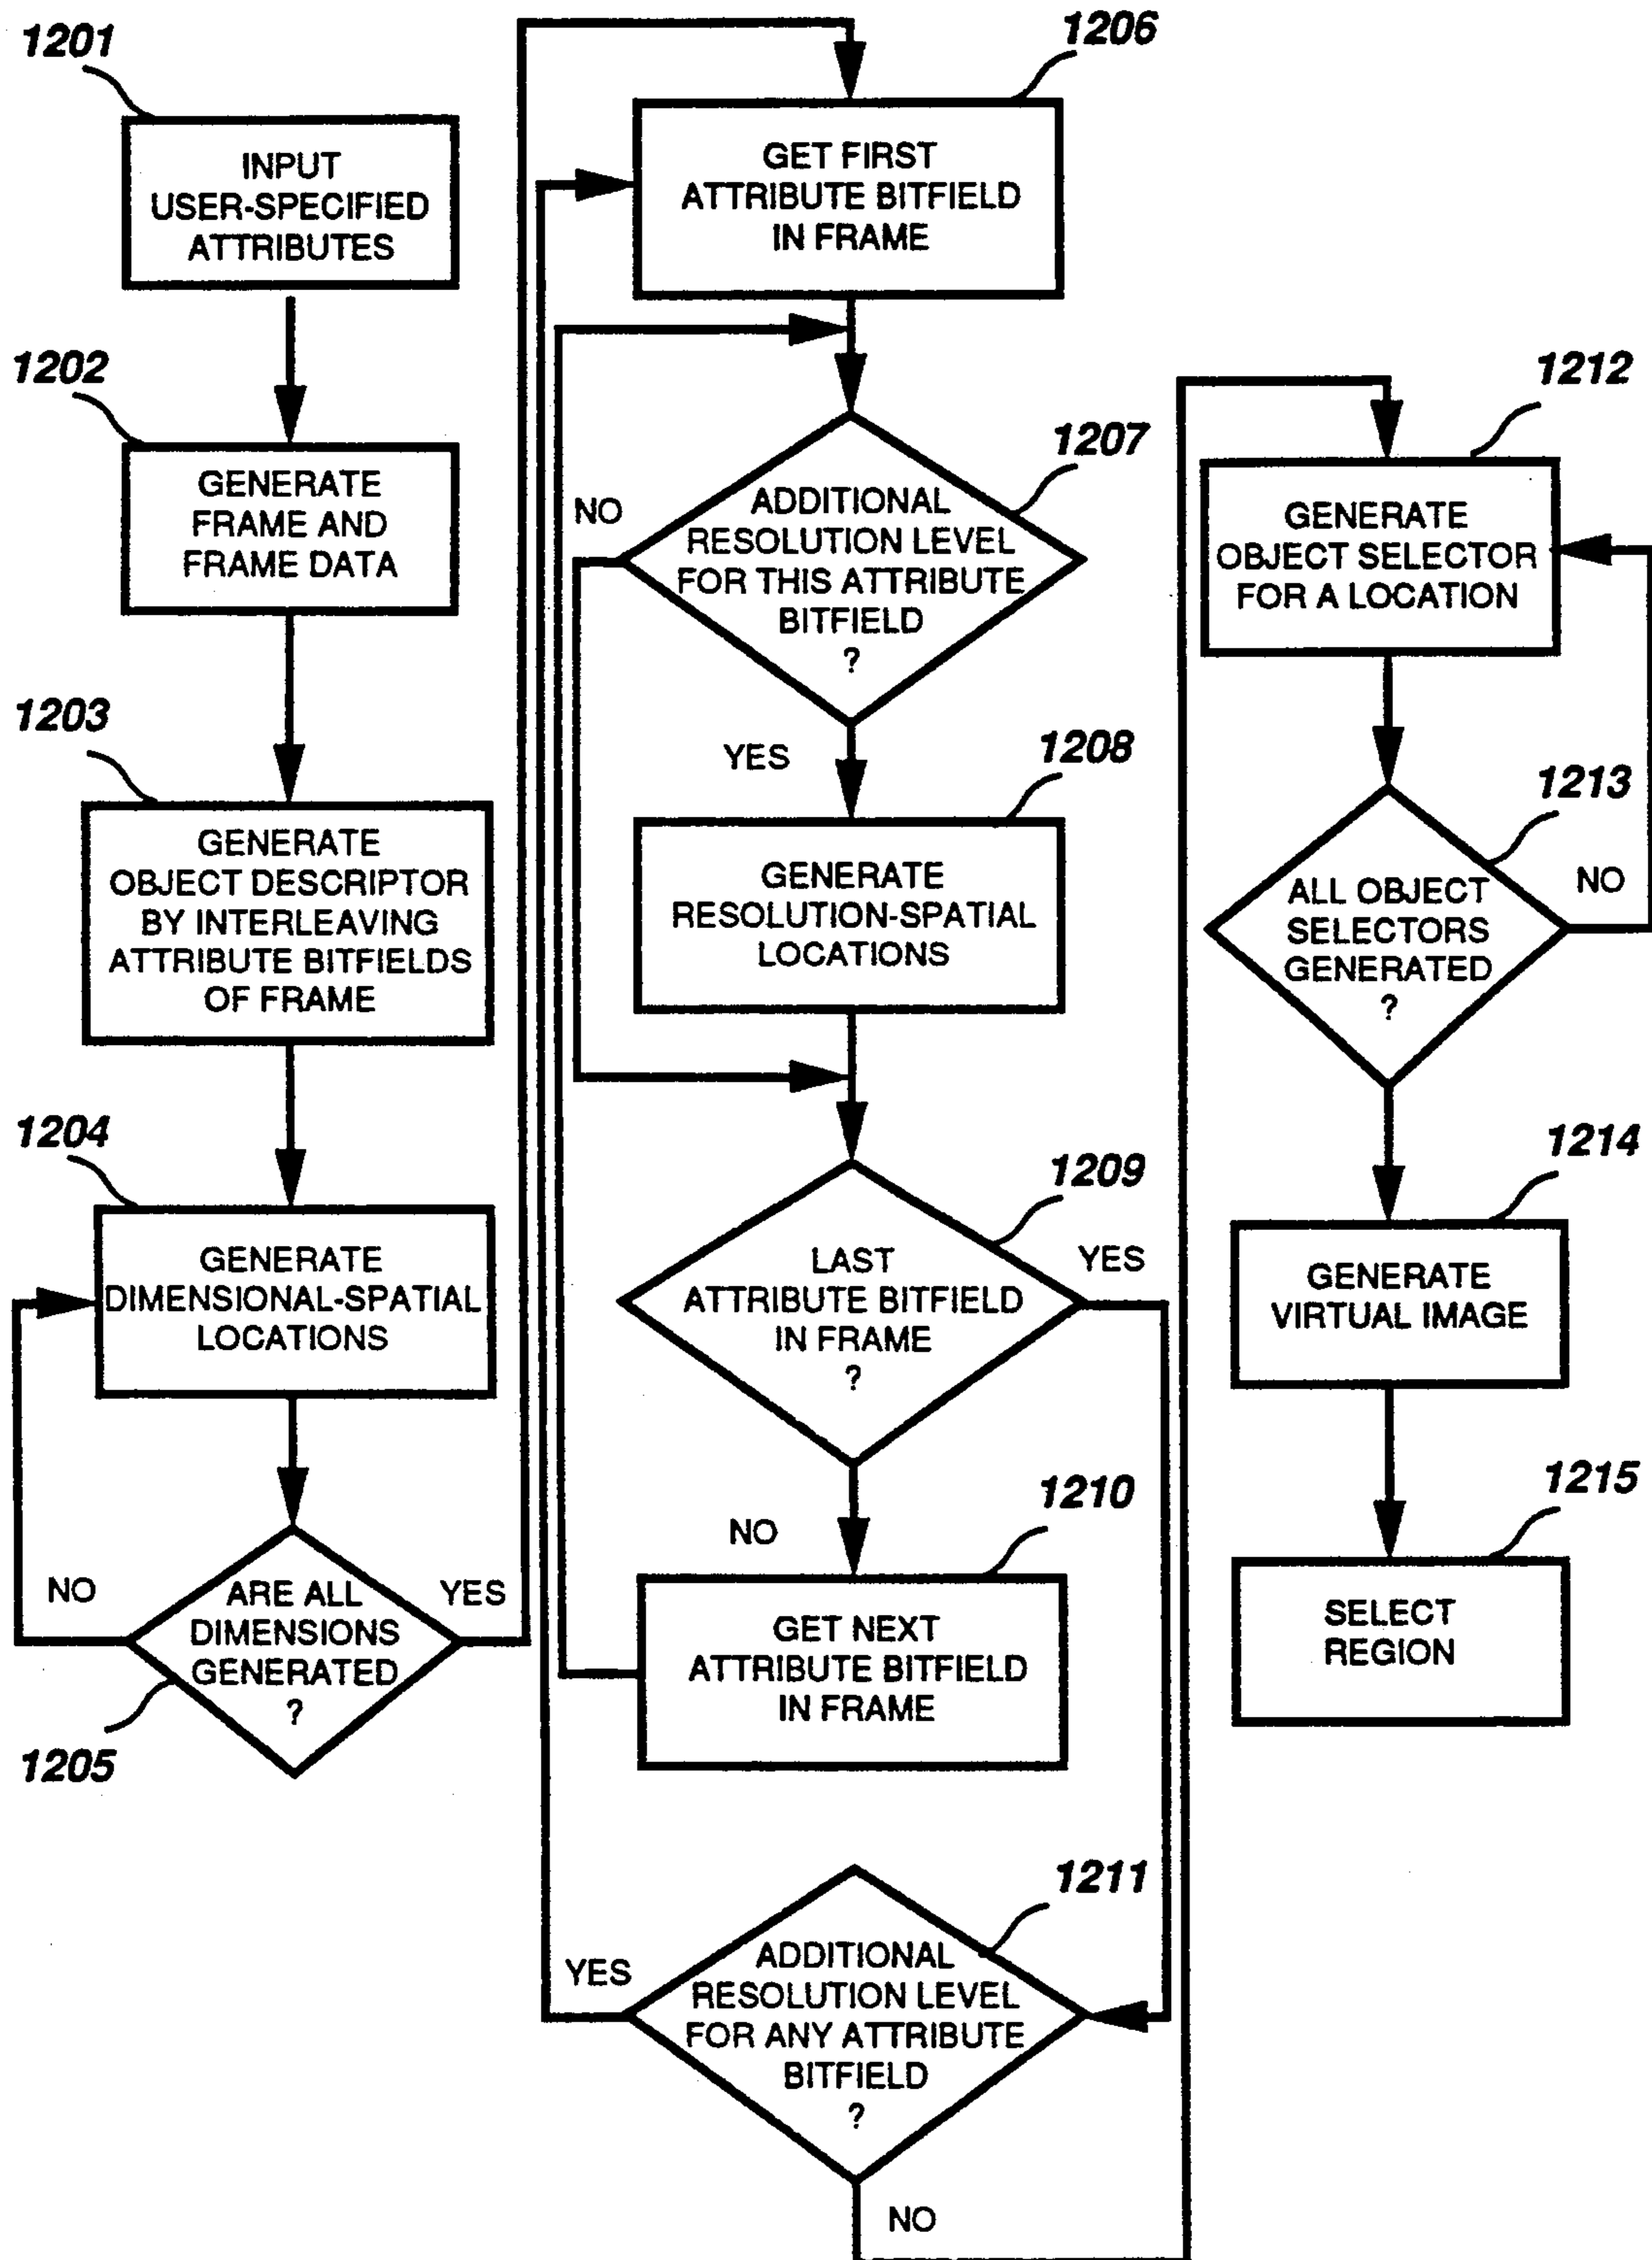 1201
INPUT
USER-SPECIFIED
ATTRIBUTES
1202
GENERATE
FRAME AND
FRAME DATA
1203
GENERATE
OBJECT DESCRIPTOR
BY INTERLEAVING
ATTRIBUTE BITFIELDS
OF FRAME
1204
GENERATE
DIMENSIONAL-SPATIAL
LOCATIONS
NO
ARE ALL
DIMENSIONS
GENERATED
?
YES
1205
1206
GET FIRST
ATTRIBUTE BITFIELD
IN FRAME
1207
NO
ADDITIONAL
RESOLUTION LEVEL
FOR THIS ATTRIBUTE
BITFIELD
?
YES
1208
GENERATE
RESOLUTION-SPATIAL
LOCATIONS
1209
LAST
ATTRIBUTE BITFIELD
IN FRAME
?
YES
NO
1210
GET NEXT
ATTRIBUTE BITFIELD
IN FRAME
1211
YES
ADDITIONAL
RESOLUTION LEVEL
FOR ANY ATTRIBUTE
BITFIELD
?
NO
1212
GENERATE
OBJECT SELECTOR
FOR A LOCATION
1213
ALL OBJECT
SELECTORS
GENERATED
?
NO
1214
GENERATE
VIRTUAL IMAGE
1215
SELECT
REGION